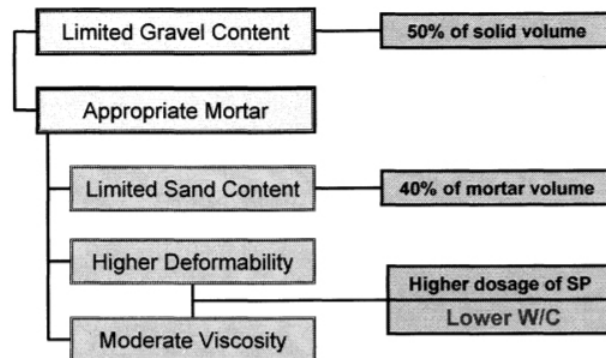 Limited Gravel Content
50% of solid volume
Appropriate Mortar
Limited Sand Content
40% of mortar volume
Higher Deformability
Higher dosage of SP
Lower W/C
Moderate Viscosity